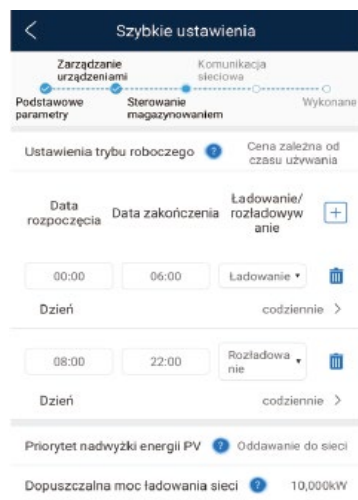 Szybkie ustawienia
Zarządzanie
urządzeniami
Komunikacja
sieciowa
Podstawowe
parametry
Sterowanie
magazynowaniem
Wykonane
Ustawienia trybu roboczego ?
Cena zależna od
czasu używania
Data
rozpoczęcia
Data zakończenia
Ładowanie/
rozładowyw
anie
00:00 06:00 Ładowanie
Dzień codziennie
08:00 22:00 Rozładowa
nie
Dzień codziennie
Priorytet nadwyżki energii PV ? Oddawanie do sieci
Dopuszczalna moc ładowania sieci ? 10,000kW